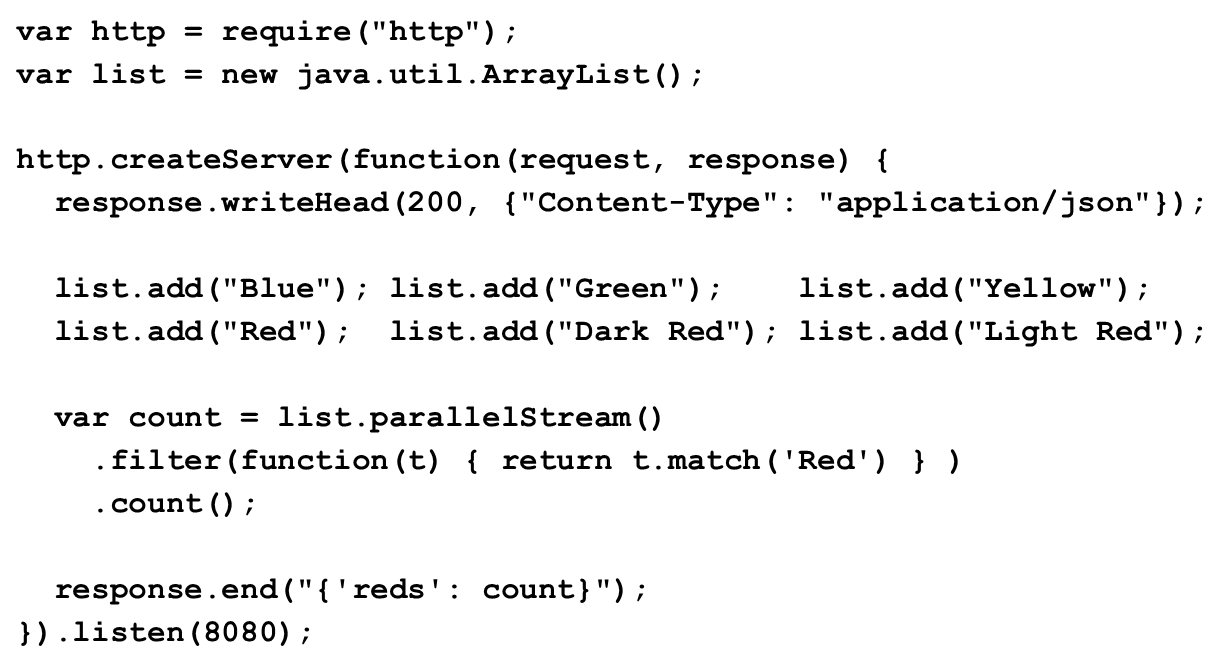 var http = require("http");
var list = new java.util.ArrayList();
http.createServer(function(request, response) {
response.writeHead(200, {"Content-Type": "application/json"});
list.add("Blue"); list.add("Green"); list.add("Yellow");
list.add("Red"); list.add("Dark Red"); list.add("Light Red");
var count = list.parallelStream()
.filter(function(t) { return t.match('Red') } )
.count();
response.end("{'reds': count}");
}).listen(8080);